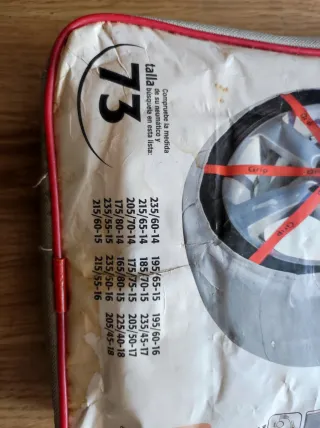 Compruebe la medida
de su neumático y
búsquela en esta lista:
talla
73
235/60-14 195/65-15 195/60-16
215/65-14 185/70-15 235/45-17
205/70-14 175/75-15 205/50-17
175/80-14 165/80-15 225/40-18
235/55-15 235/50-16 205/45-18
215/60-15 215/55-16